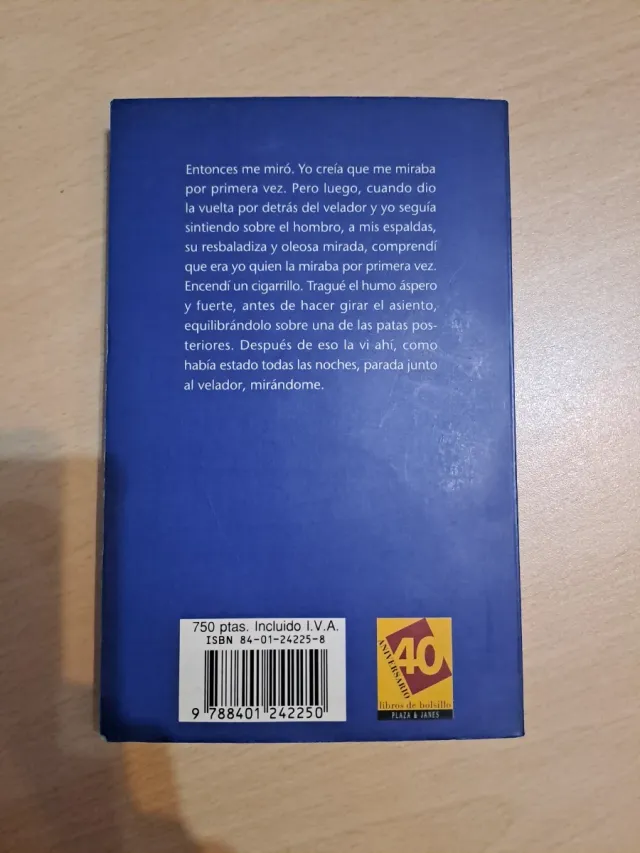 Entonces me miró. Yo creía que me miraba
por primera vez. Pero luego, cuando dio
la vuelta por detrás del velador y yo seguía
sintiendo sobre el hombro, a mis espaldas,
su resbaladiza y oleosa mirada, comprendí
que era yo quien la miraba por primera vez.
Encendí un cigarrillo. Tragué el humo áspero
y fuerte, antes de hacer girar el asiento,
equilibrándolo sobre una de las patas pos-
teriores. Después de eso la vi ahí, como
había estado todas las noches, parada junto
al velador, mirándome.
750 ptas. Incluido I.V.A.
ISBN 84-01-24225-8
9 788401 242250
40
ANIVERSARIO
libros de bolsillo
PLAZA & JANES